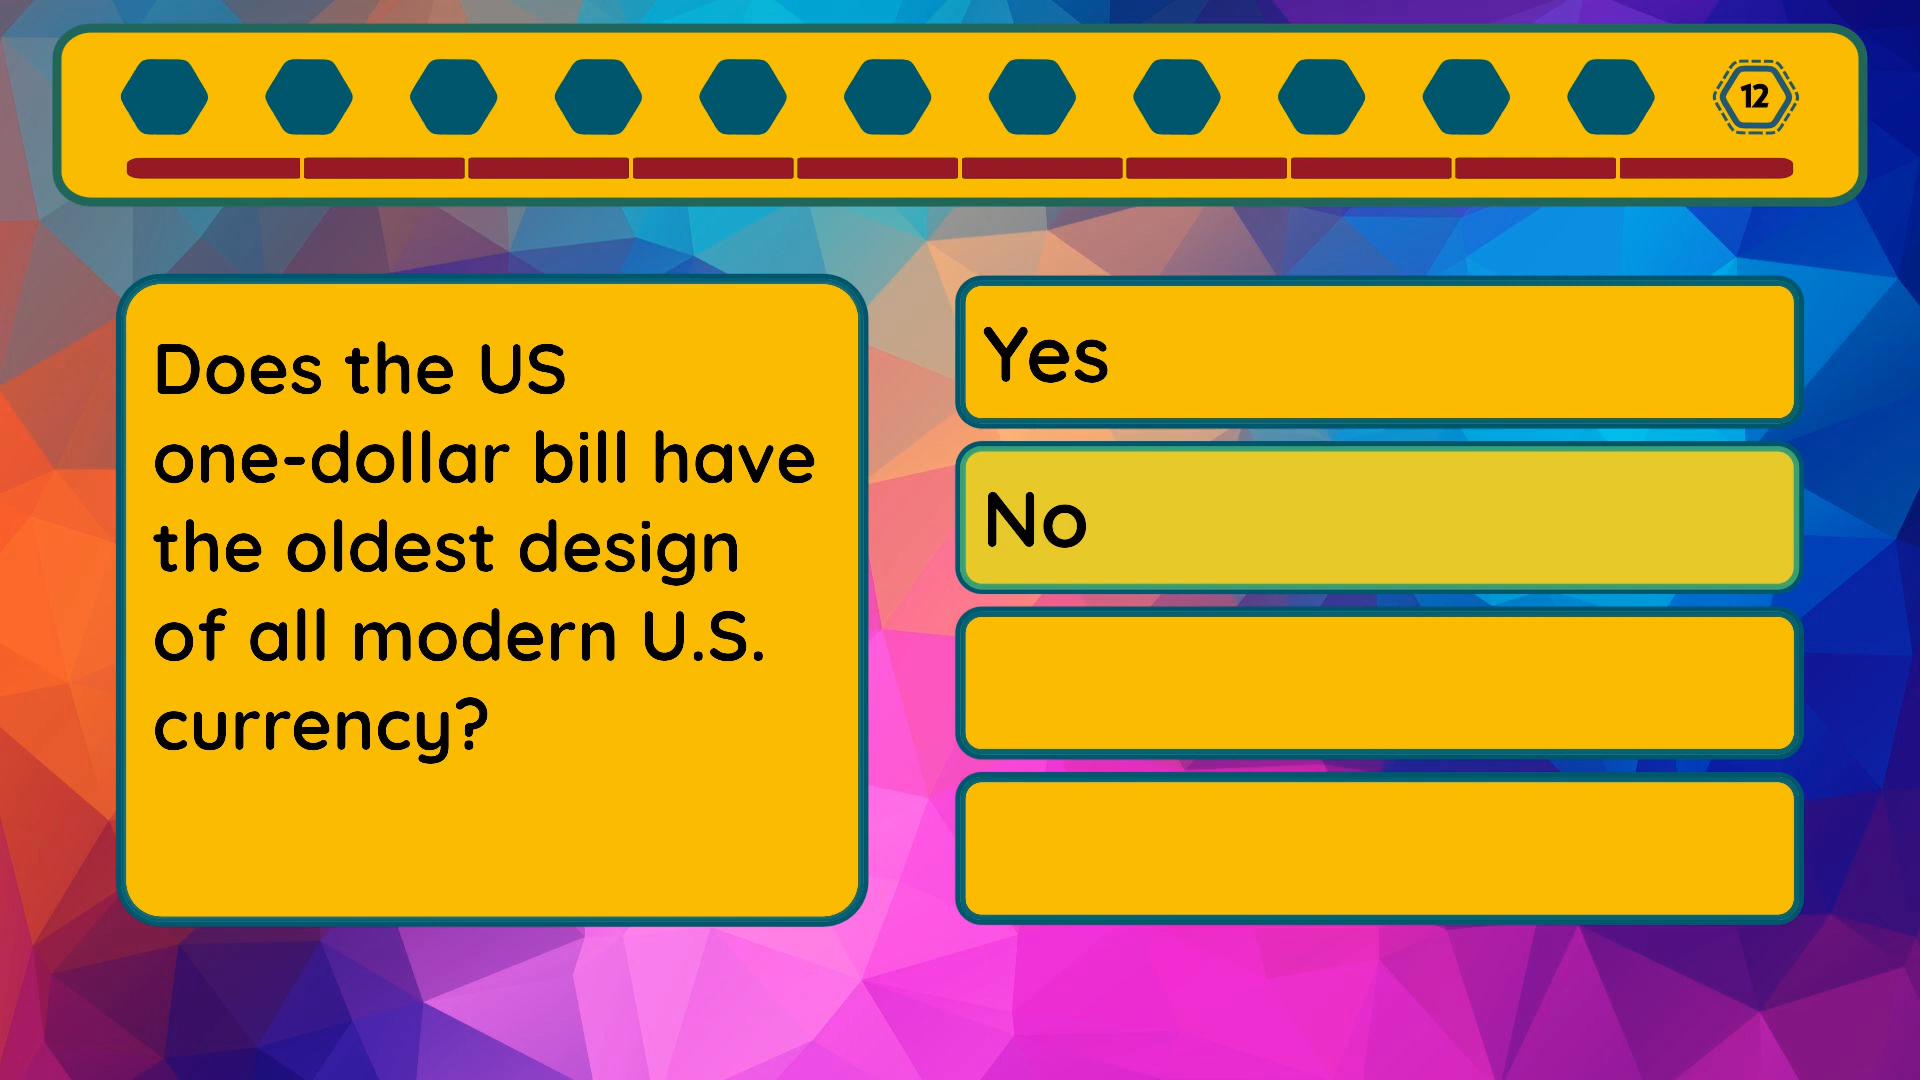 12
Does the US
one-dollar bill have
the oldest design
of all modern U.S.
currency?
Yes
No